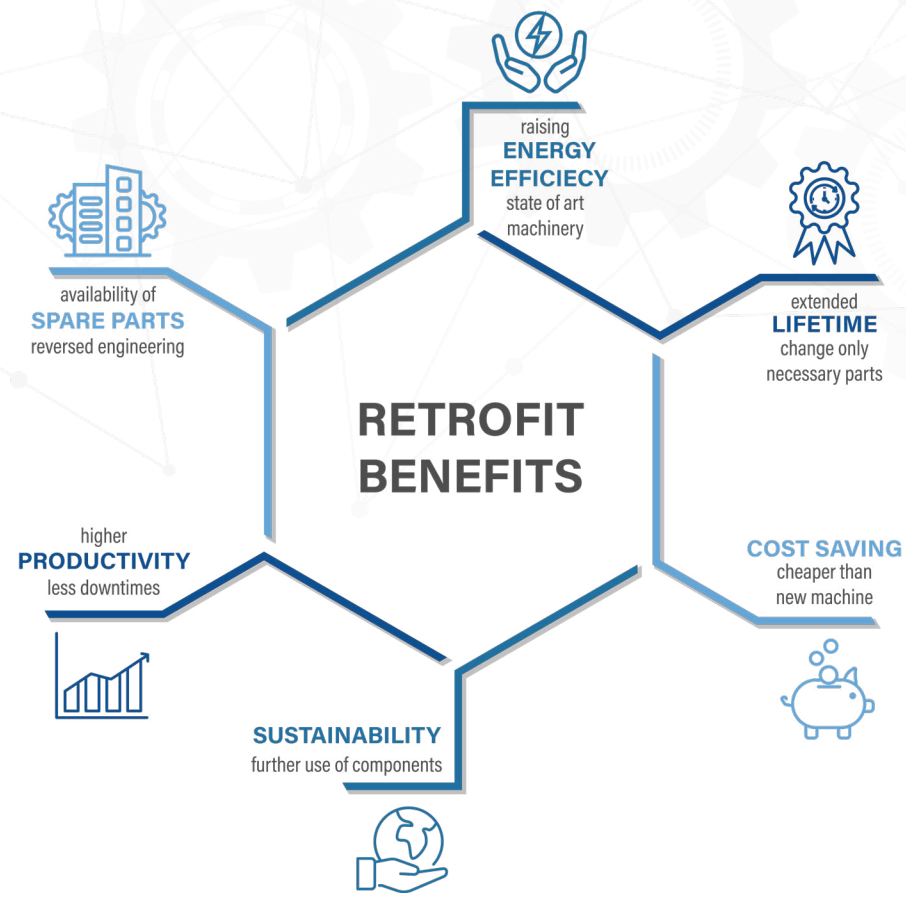 raising
ENERGY
EFFICIECY
state of art
machinery
extended
LIFETIME
change only
necessary parts
availability of
SPARE PARTS
reversed engineering
RETROFIT
BENEFITS
higher
PRODUCTIVITY
less downtimes
COST SAVING
cheaper than
new machine
SUSTAINABILITY
further use of components